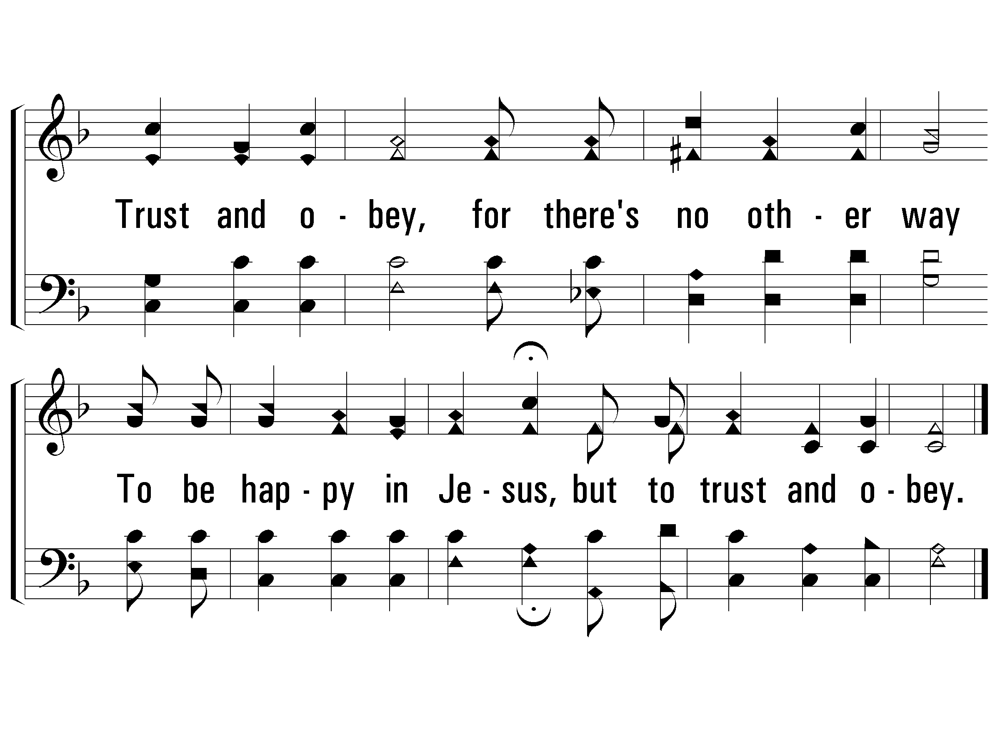 Trust and o - bey, for there's no oth - er way
To be hap - py in Je - sus, but to trust and o - bey.